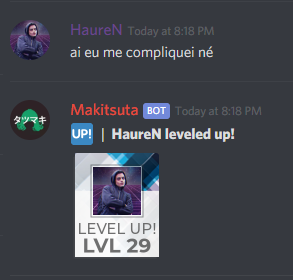 HaureN Today at 8:18 PM
ai eu me compliquei né
タツマキ
Makitsuta BOT Today at 8:18 PM
UP! | HaureN leveled up!
LEVEL UP!
LVL 29